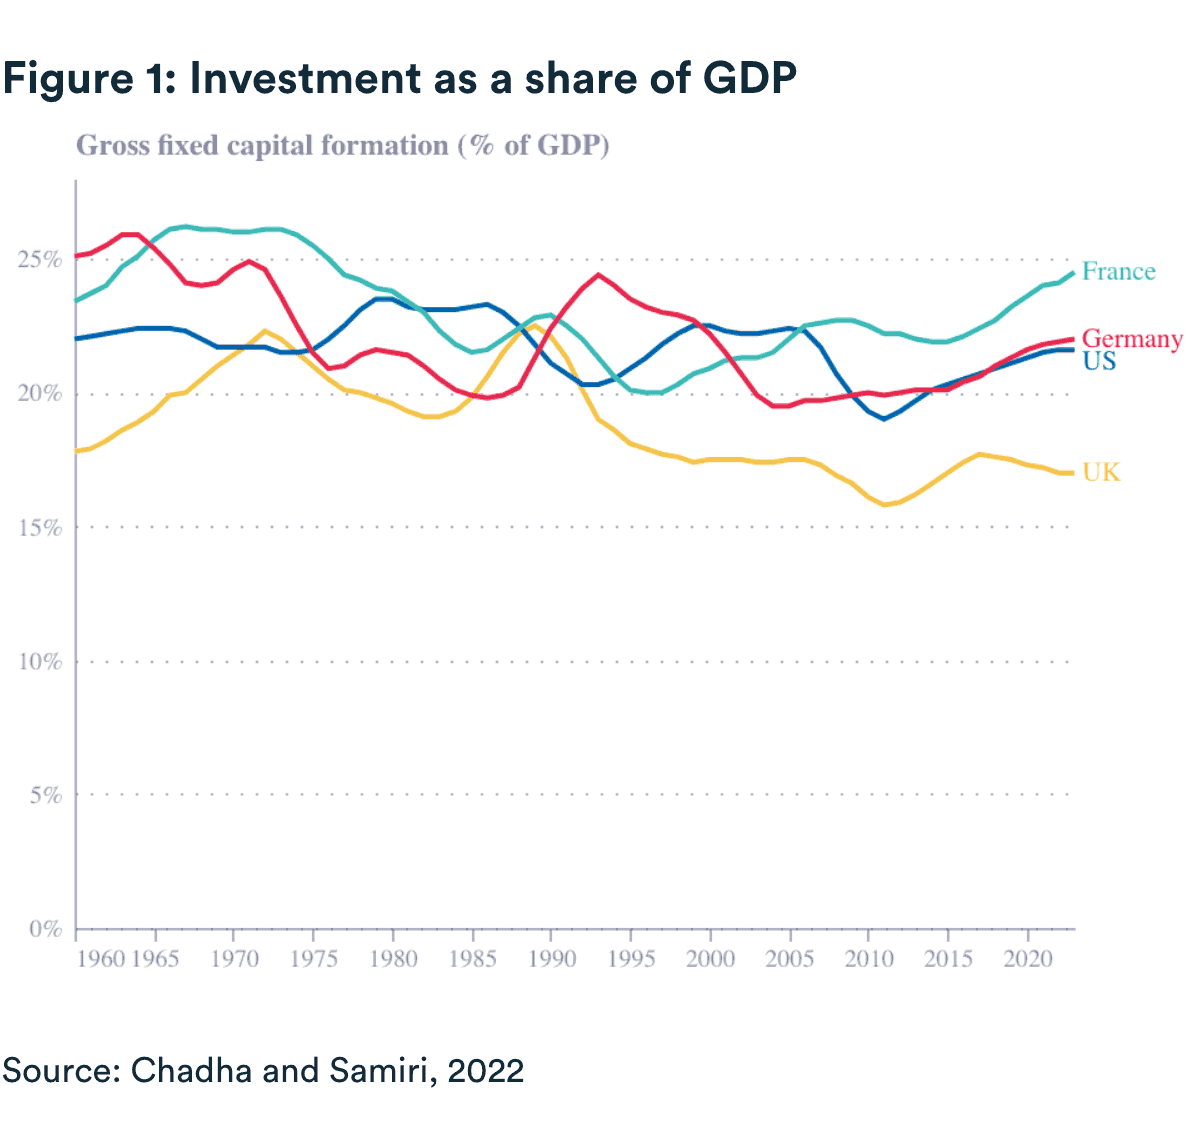 Figure 1: Investment as a share of GDP
Gross fixed capital formation (% of GDP)
25%
20%
15%
10%
5%
0%
France
Germany
US
UK
1960 1965 1970 1975 1980 1985 1990 1995 2000 2005 2010 2015 2020
Source: Chadha and Samiri, 2022